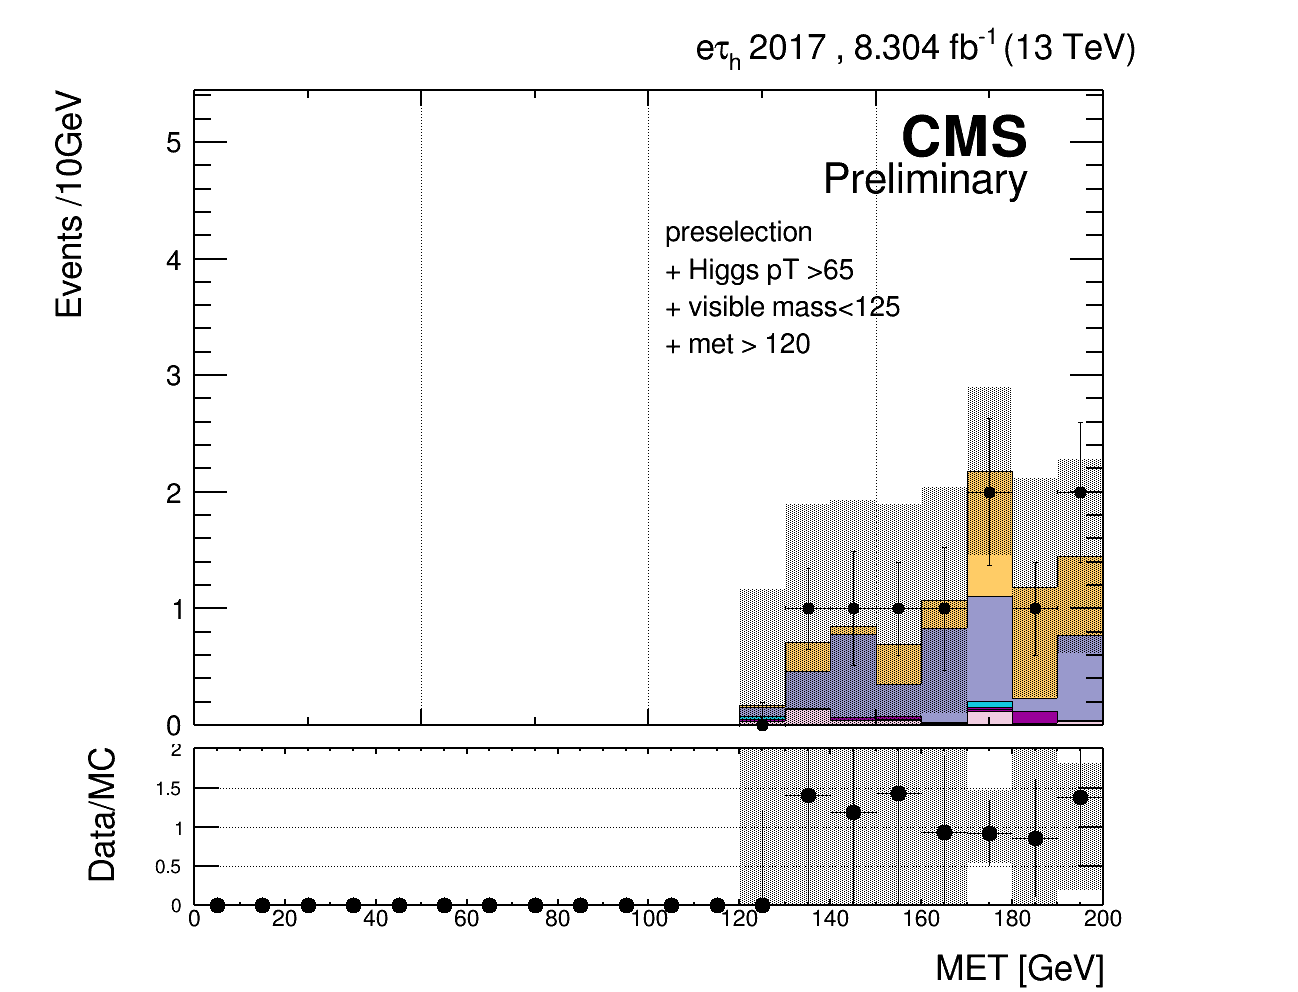 eτh 2017 , 8.304 fb-1 (13 TeV)
Events /10GeV
CMS
Preliminary
preselection
+ Higgs pT >65
+ visible mass<125
+ met > 120
5
4
3
2
1
0
Data/MC
2
1.5
1
0.5
0
0 20 40 60 80 100 120 140 160 180 200
MET [GeV]